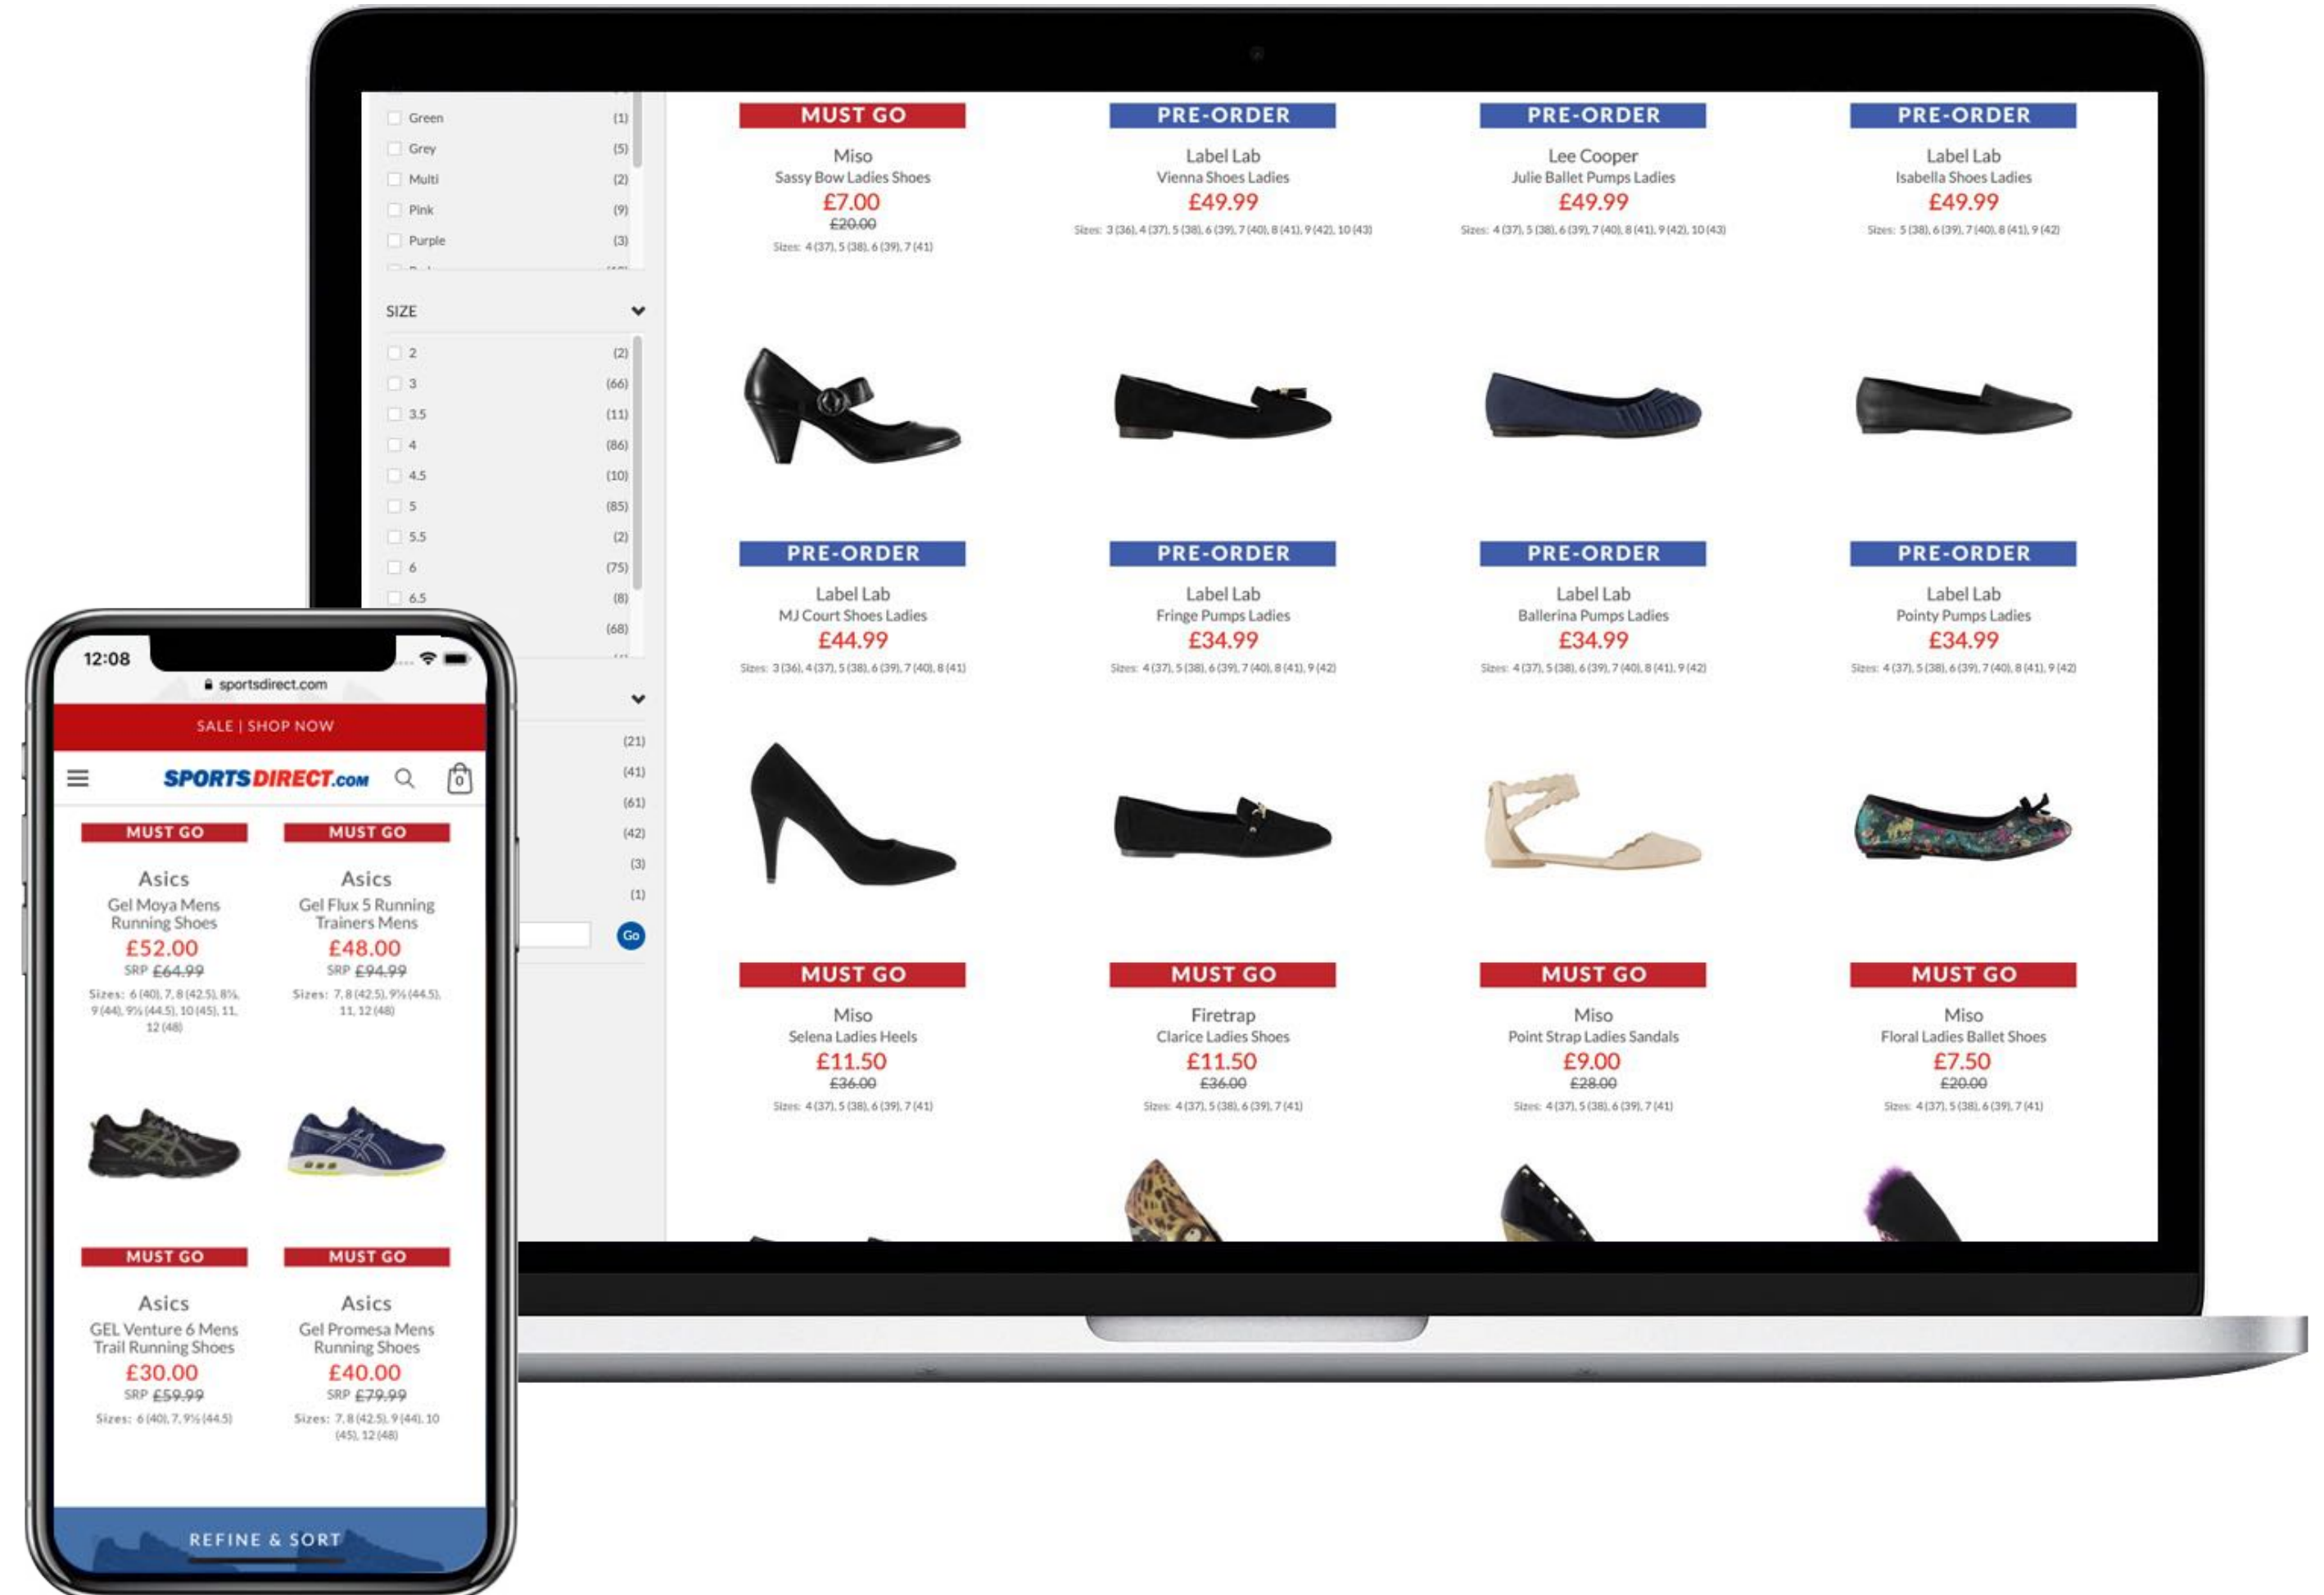 Green (1)
Grey (5)
Multi (2)
Pink (9)
Purple (3)
SIZE
2 (2)
3 (66)
3.5 (11)
4 (86)
4.5 (10)
5 (85)
5.5 (2)
6 (75)
6.5 (8)
(68)
(21)
(41)
(61)
(42)
(3)
(1)
Go
MUST GO
Miso
Sassy Bow Ladies Shoes
£7.00
£20.00
Sizes: 4 (37), 5 (38), 6 (39), 7 (41)
PRE-ORDER
Label Lab
Vienna Shoes Ladies
£49.99
Sizes: 3 (36), 4 (37), 5 (38), 6 (39), 7 (40), 8 (41), 9 (42), 10 (43)
PRE-ORDER
Lee Cooper
Julie Ballet Pumps Ladies
£49.99
Sizes: 4 (37), 5 (38), 6 (39), 7 (40), 8 (41), 9 (42), 10 (43)
PRE-ORDER
Label Lab
Isabella Shoes Ladies
£49.99
Sizes: 5 (38), 6 (39), 7 (40), 8 (41), 9 (42)
PRE-ORDER
Label Lab
MJ Court Shoes Ladies
£44.99
Sizes: 3 (36), 4 (37), 5 (38), 6 (39), 7 (40), 8 (41)
PRE-ORDER
Label Lab
Fringe Pumps Ladies
£34.99
Sizes: 4 (37), 5 (38), 6 (39), 7 (40), 8 (41), 9 (42)
PRE-ORDER
Label Lab
Ballerina Pumps Ladies
£34.99
Sizes: 4 (37), 5 (38), 6 (39), 7 (40), 8 (41), 9 (42)
PRE-ORDER
Label Lab
Pointy Pumps Ladies
£34.99
Sizes: 4 (37), 5 (38), 6 (39), 7 (40), 8 (41), 9 (42)
MUST GO
Miso
Selena Ladies Heels
£11.50
£36.00
Sizes: 4 (37), 5 (38), 6 (39), 7 (41)
MUST GO
Firetrap
Clarice Ladies Shoes
£11.50
£36.00
Sizes: 4 (37), 5 (38), 6 (39), 7 (41)
MUST GO
Miso
Point Strap Ladies Sandals
£9.00
£28.00
Sizes: 4 (37), 5 (38), 6 (39), 7 (41)
MUST GO
Miso
Floral Ladies Ballet Shoes
£7.50
£20.00
Sizes: 4 (37), 5 (38), 6 (39), 7 (41)
12:08
sportsdirect.com
SALE | SHOP NOW
SPORTSDIRECT.COM
0
MUST GO
Asics
Gel Moya Mens
Running Shoes
£52.00
SRP £64.99
Sizes: 6 (40), 7, 8 (42.5), 8½,
9 (44), 9½ (44.5), 10 (45), 11,
12 (48)
MUST GO
Asics
Gel Flux 5 Running
Trainers Mens
£48.00
SRP £94.99
Sizes: 7, 8 (42.5), 9½ (44.5),
11, 12 (48)
MUST GO
Asics
GEL Venture 6 Mens
Trail Running Shoes
£30.00
SRP £59.99
Sizes: 6 (40), 7, 9½ (44.5)
MUST GO
Asics
Gel Promesa Mens
Running Shoes
£40.00
SRP £79.99
Sizes: 7, 8 (42.5), 9 (44), 10
(45), 12 (48)
REFINE & SORT